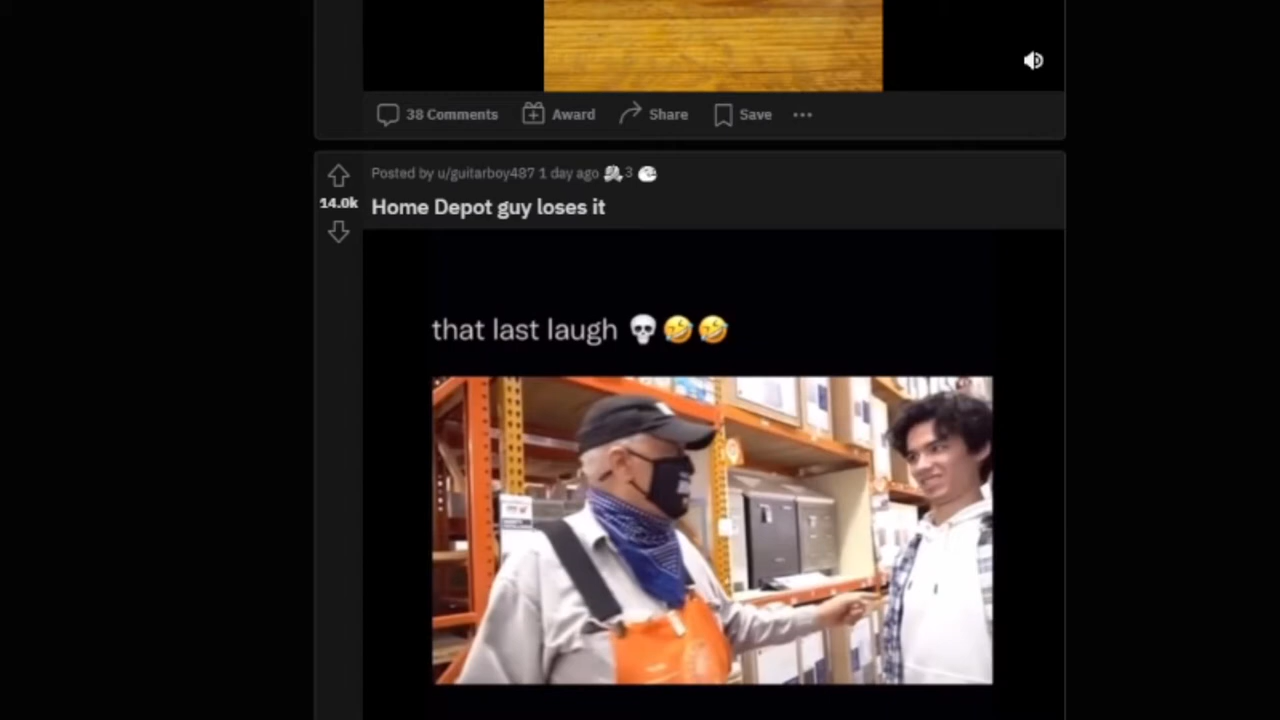 38 Comments Award Share Save
Posted by u/guitarboy487 1 day ago 3
14.0k
Home Depot guy loses it
that last laugh 💀🤣🤣